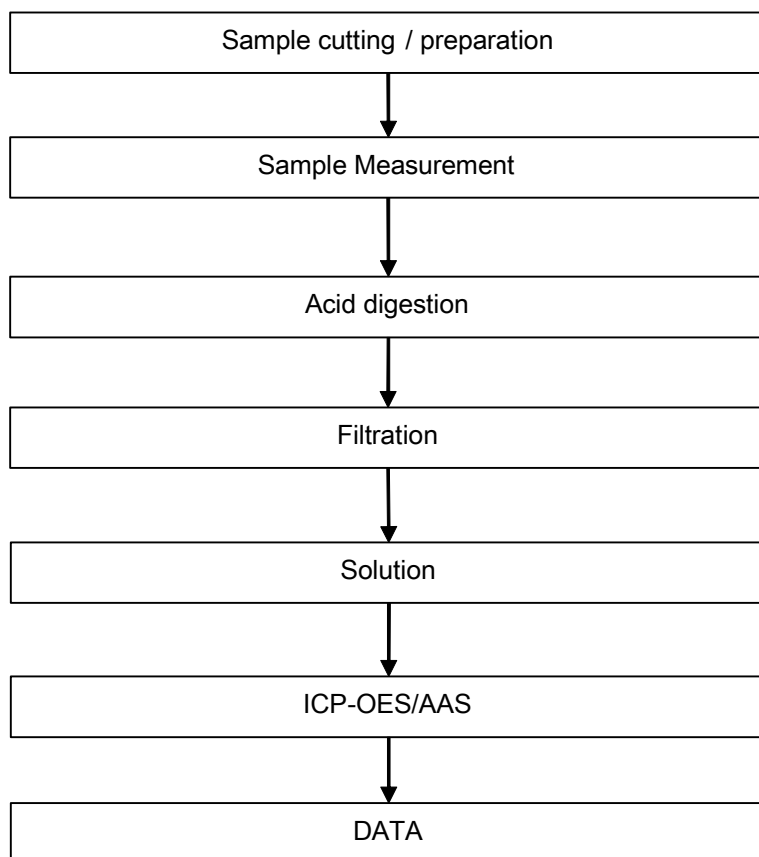 Sample cutting / preparation
Sample Measurement
Acid digestion
Filtration
Solution
ICP-OES/AAS
DATA